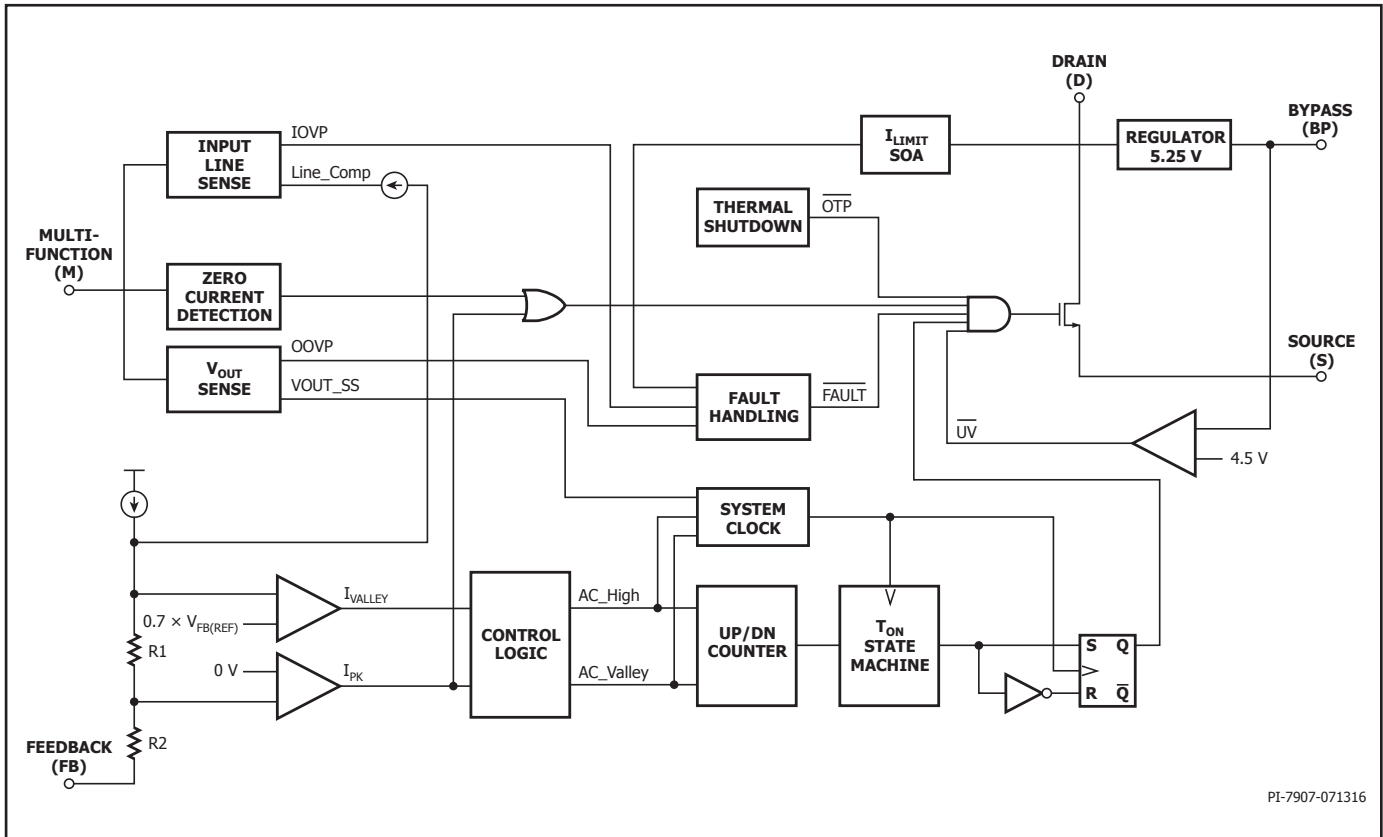 DRAIN
(D)
BYPASS
(BP)
INPUT
LINE
SENSE
IOVP
Line_Comp
I_LIMIT
SOA
REGULATOR
5.25 V
THERMAL
SHUTDOWN
OTP
MULTI-
FUNCTION
(M)
ZERO
CURRENT
DETECTION
SOURCE
(S)
V_OUT
SENSE
OOVP
VOUT_SS
FAULT
HANDLING
FAULT
UV
4.5 V
SYSTEM
CLOCK
I_VALLEY
0.7 × V_FB(REF)
R1
0 V
I_PK
CONTROL
LOGIC
AC_High
AC_Valley
UP/DN
COUNTER
T_ON
STATE
MACHINE
S Q
R Q̅
R2
FEEDBACK
(FB)
PI-7907-071316